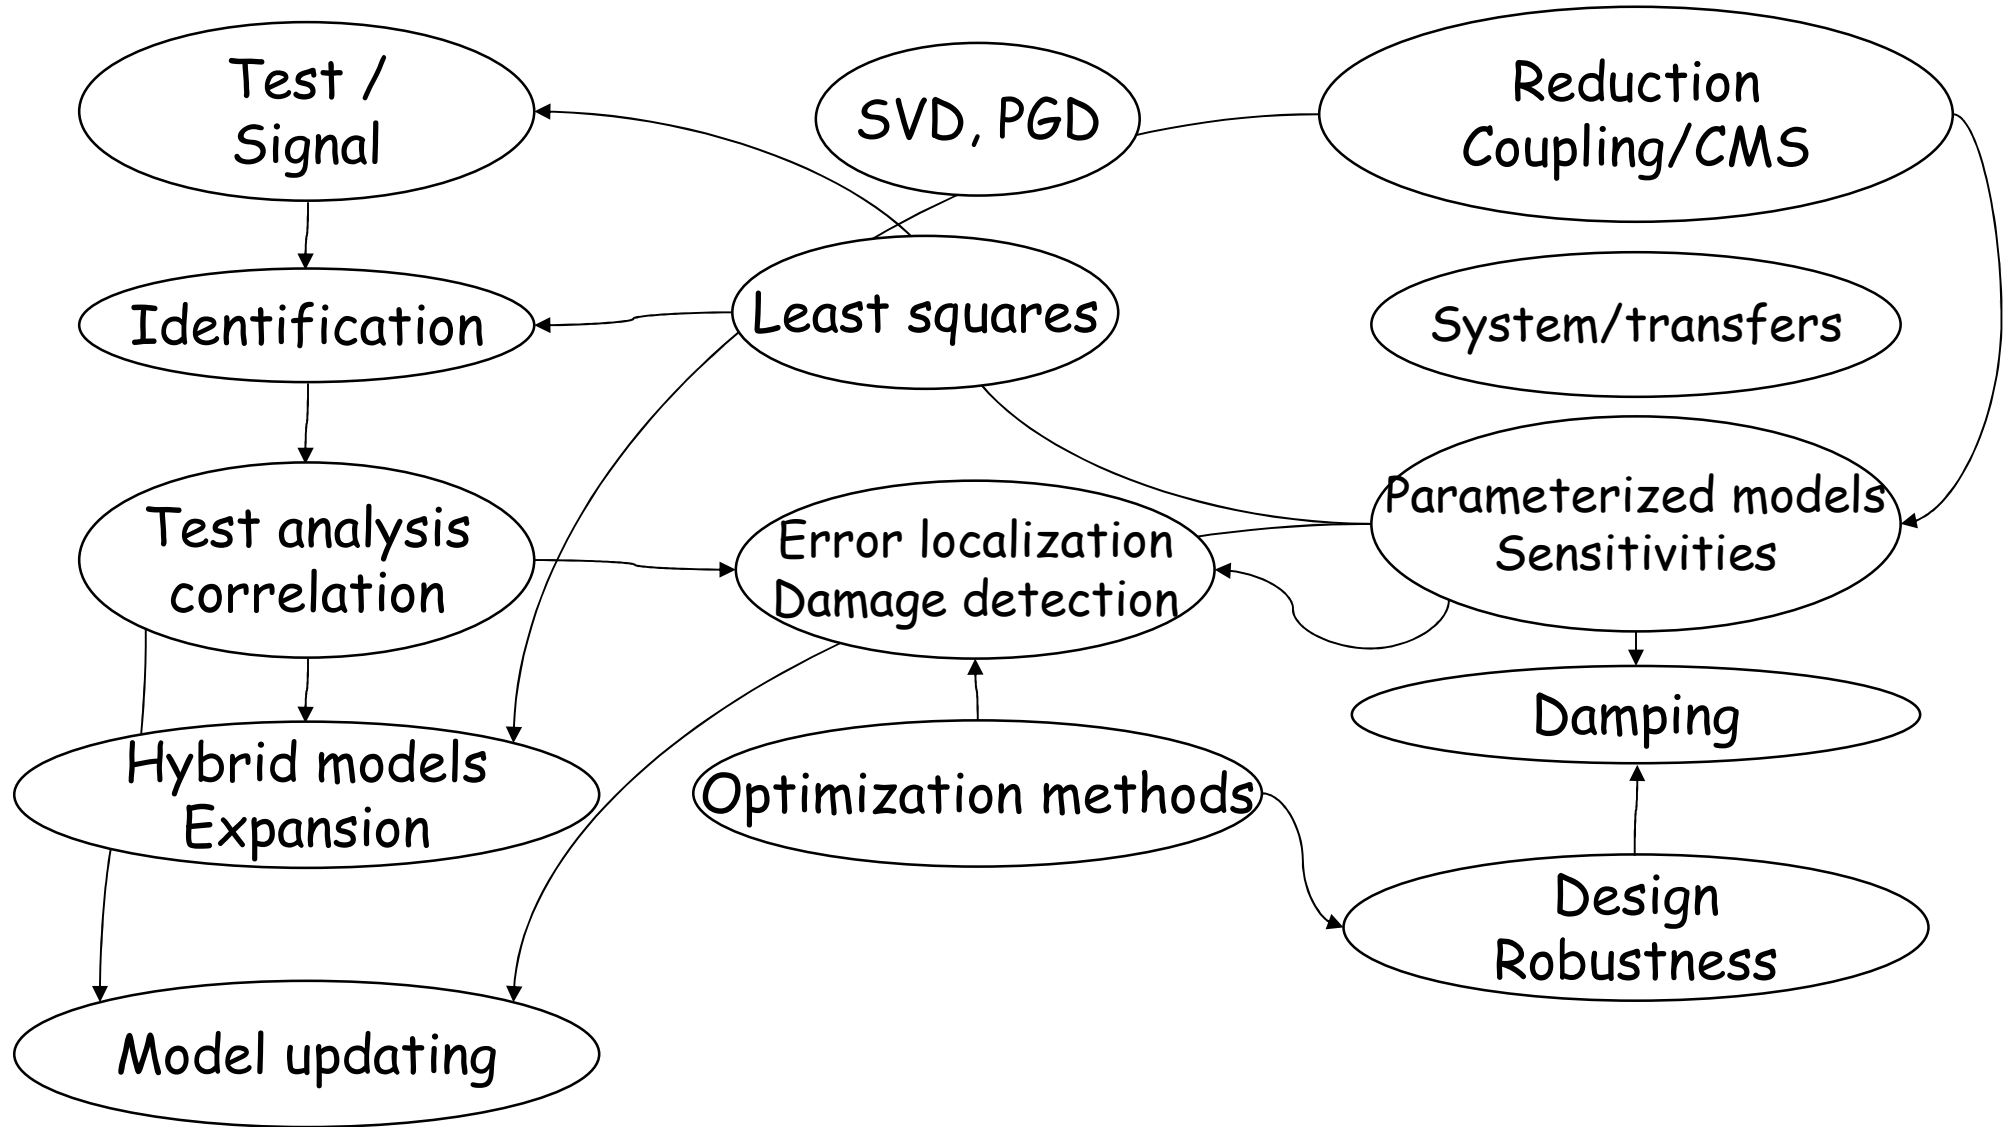 Test /
Signal
SVD, PGD
Reduction
Coupling/CMS
Identification
Least squares
System/transfers
Test analysis
correlation
Error localization
Damage detection
Parameterized models
Sensitivities
Hybrid models
Expansion
Optimization methods
Damping
Design
Robustness
Model updating